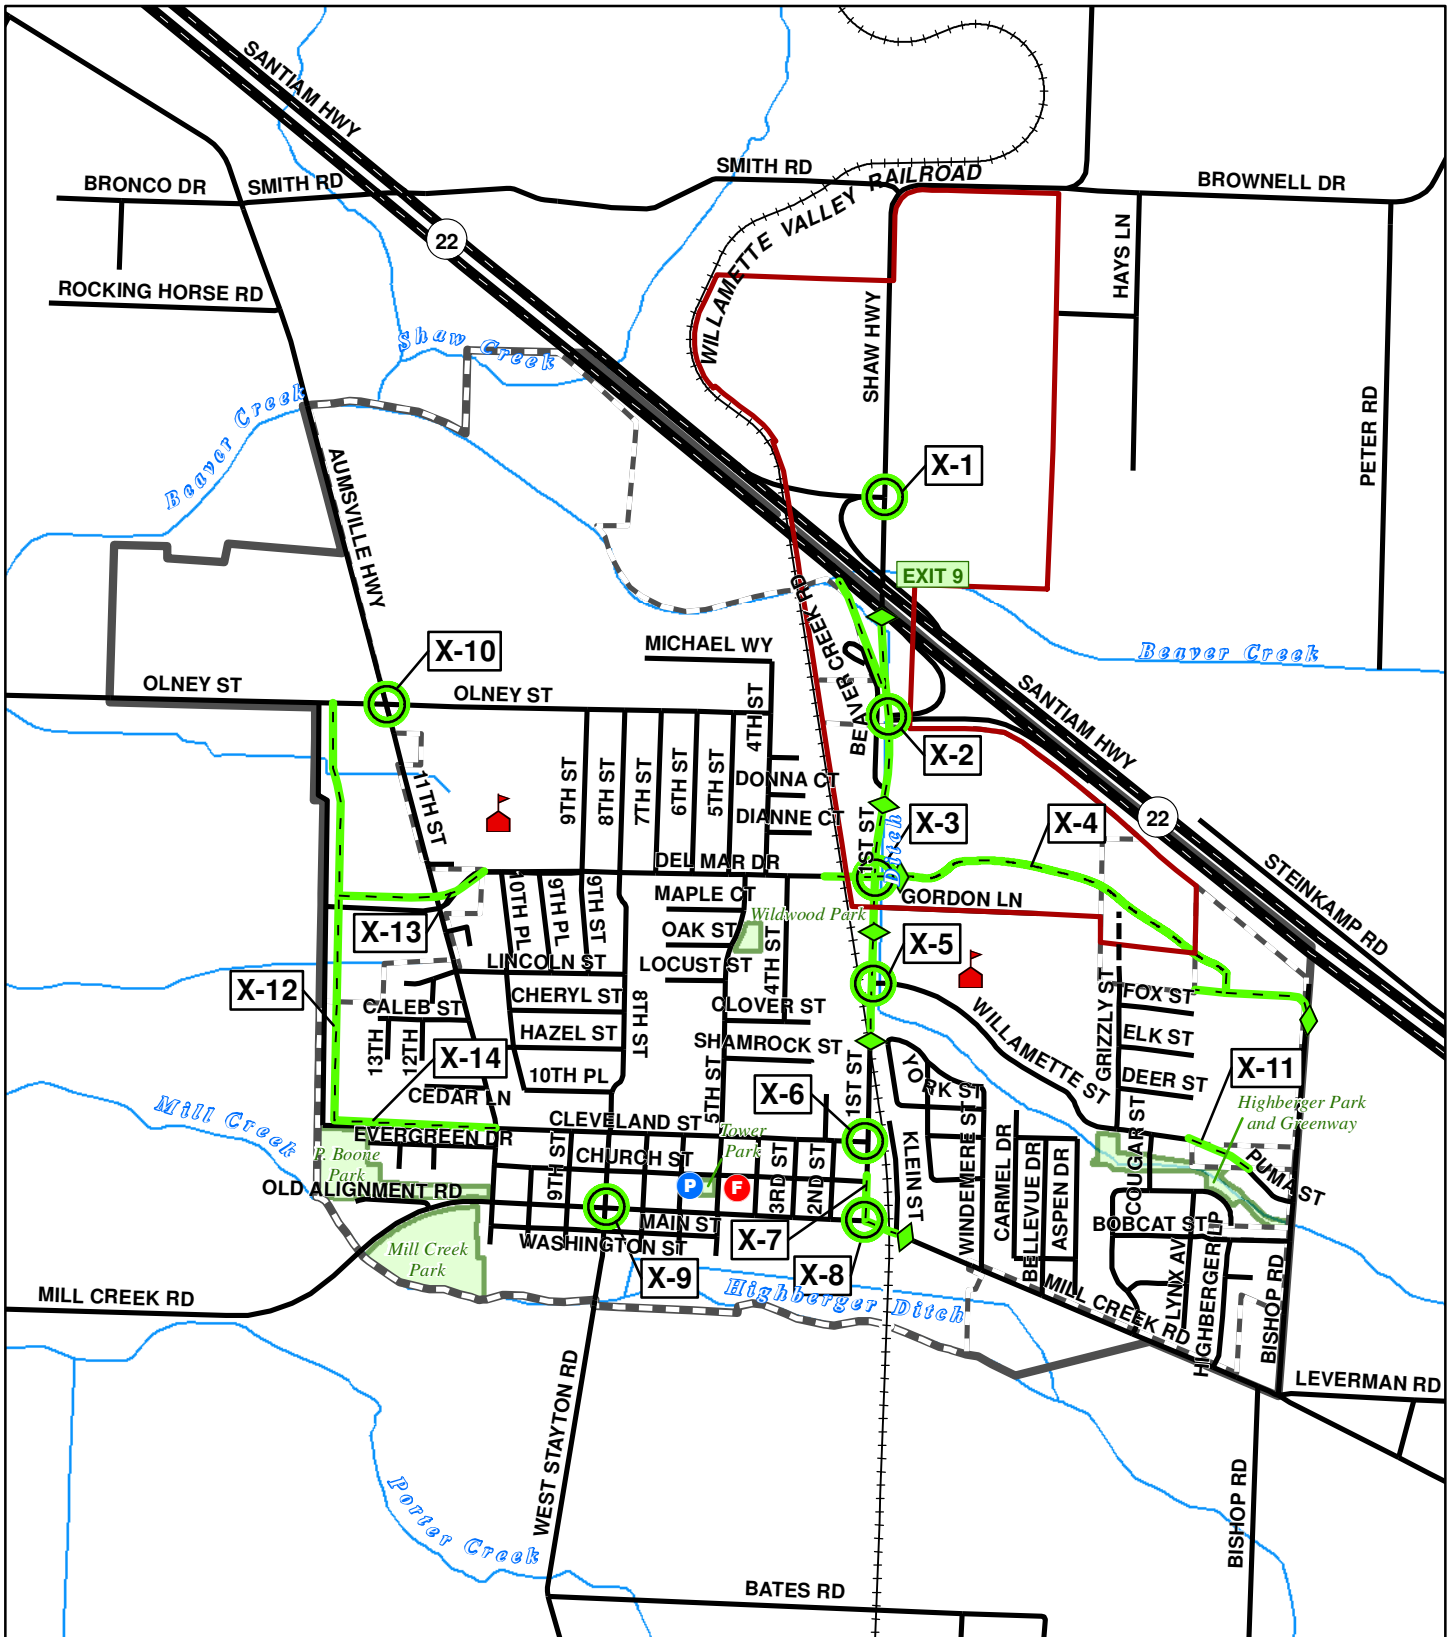 SANTIAM HWY
SMITH RD
WILLAMETTE VALLEY RAILROAD
BRONCO DR
SMITH RD
BROWNELL DR
22
HAYS LN
ROCKING HORSE RD
SHAW HWY
Shaw Creek
PETER RD
Beaver Creek
X-1
AUMSVILLE HWY
EXIT 9
BEAVER CREEK RD
X-10
MICHAEL WY
Beaver Creek
OLNEY ST
OLNEY ST
4TH ST
SANTIAM HWY
X-2
9TH ST
8TH ST
7TH ST
6TH ST
5TH ST
DONNA CT
11TH ST
DIANNE CT
1ST ST
Ditch
X-3
X-4
22
DEL MAR DR
STEINKAMP RD
MAPLE CT
GORDON LN
10TH PL
9TH PL
9TH ST
Wildwood Park
X-13
OAK ST
4TH ST
X-5
LINCOLN ST
LOCUST ST
X-12
CHERYL ST
CLOVER ST
FOX ST
CALEB ST
8TH ST
WILLAMETTE ST
GRIZZLY ST
HAZEL ST
ELK ST
13TH
12TH
X-14
SHAMROCK ST
1ST ST
YORK ST
X-11
10TH PL
5TH ST
DEER ST
CEDAR LN
X-6
Mill Creek
CLEVELAND ST
Highberger Park
and Greenway
EVERGREEN DR
Tower
Park
COUGAR ST
P. Boone
Park
CHURCH ST
9TH ST
KLEIN ST
WINDEMERE ST
CARMEL DR
BELLEVUE DR
ASPEN DR
PUMA ST
OLD ALIGNMENT RD
P
F
3RD ST
2ND ST
MAIN ST
BOBCAT ST
Mill Creek
Park
WASHINGTON ST
X-7
X-9
X-8
LYNX AV
HIGHBERGER LP
BISHOP RD
MILL CREEK RD
Highberger Ditch
MILL CREEK RD
LEVERMAN RD
WEST STAYTON RD
Porter Creek
BISHOP RD
BATES RD